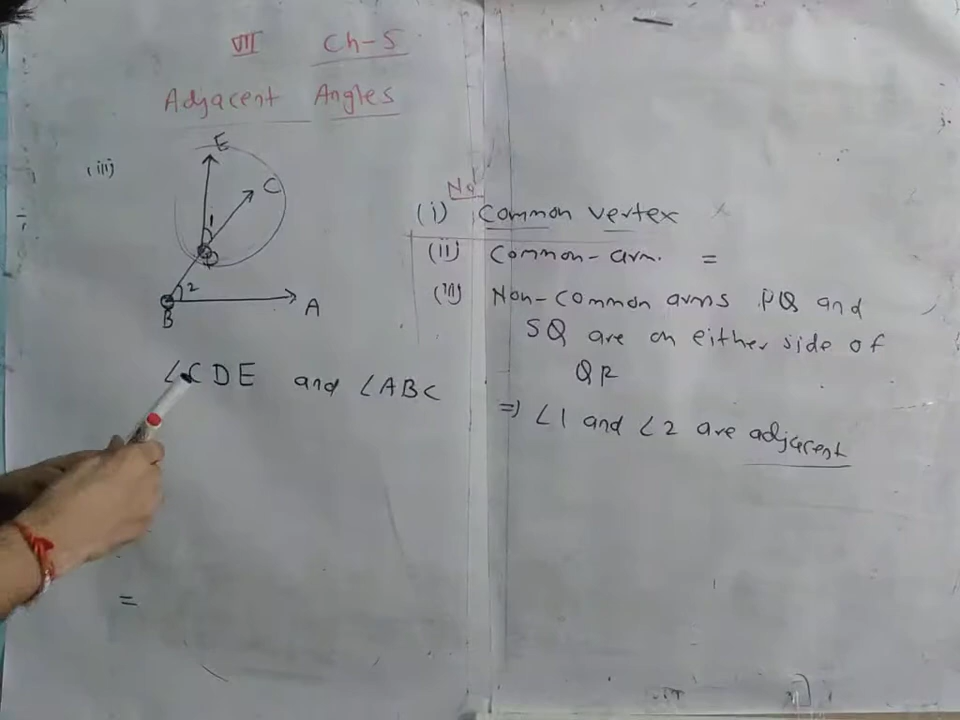 VII Ch-5
Adjacent Angles
(iii)
E
C
1
D
2
B
A
∠CDE and ∠ABC
=
No
(i) Common vertex
(ii) Common-arm. =
(iii) Non-common arms PQ and
SQ are on either side of
QR
⇒ ∠1 and ∠2 are adjacent